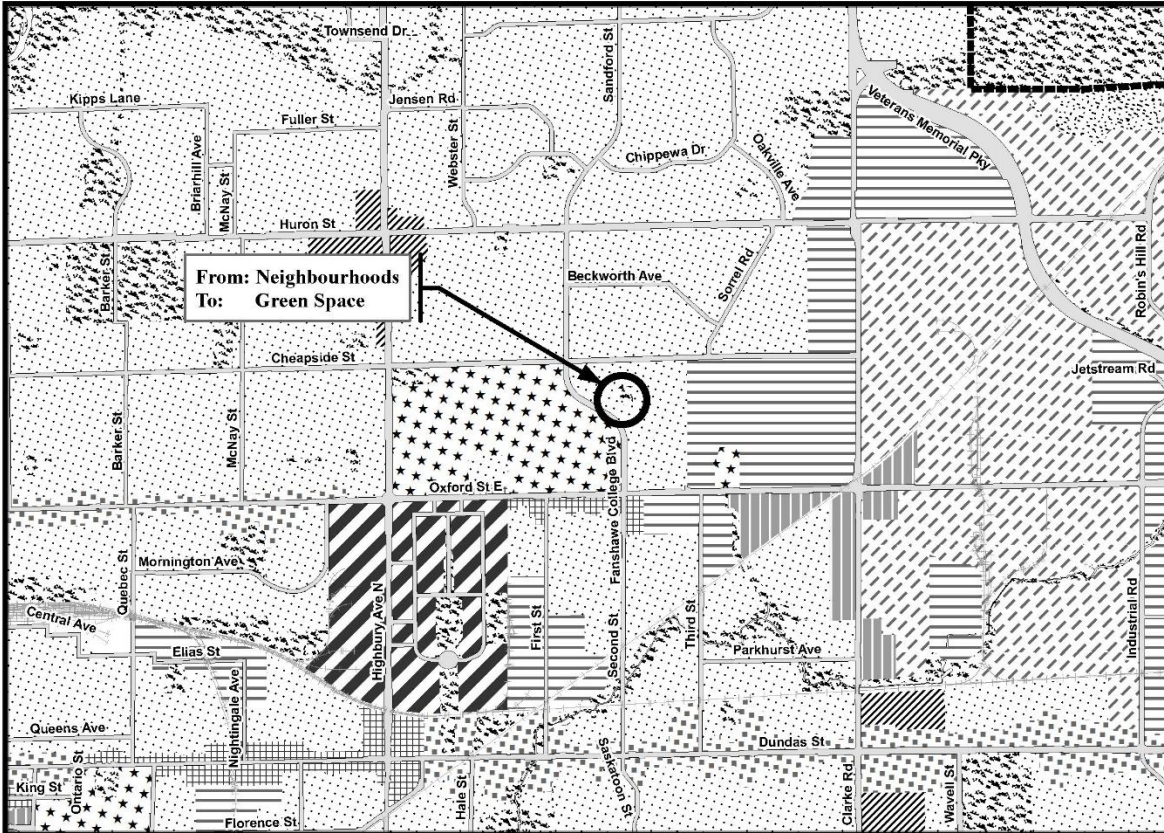 Townsend Dr
Sandford St
Kipps Lane
Jensen Rd
Fuller St
Webster St
Briarhill Ave
McNay St
Chippewa Dr
Oakville Ave
Veterans Memorial Pky
Huron St
Barker St
From: Neighbourhoods
To: Green Space
Beckworth Ave
Sorrel Rd
Robin's Hill Rd
Cheapside St
Jetstream Rd
Barker St
McNay St
Oxford St E
Fanshawe College Blvd
Mornington Ave
Quebec St
Central Ave
Highbury Ave N
First St
Second St
Third St
Elias St
Parkhurst Ave
Industrial Rd
Nightingale Ave
Queens Ave
Dundas St
Ontario St
King St
Hale St
Saskatoon St
Clarke Rd
Wavell St
Florence St